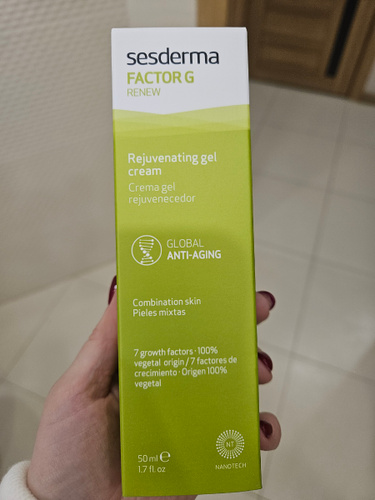 sesderma
FACTOR G
RENEW
Rejuvenating gel
cream
Crema gel
rejuvenecedor
GLOBAL
ANTI-AGING
Combination skin
Pieles mixtas
7 growth factors · 100%
vegetal origin / 7 factores de
crecimiento · Origen 100%
vegetal
50 ml ℮
1.7 fl. oz
NT
NANOTECH